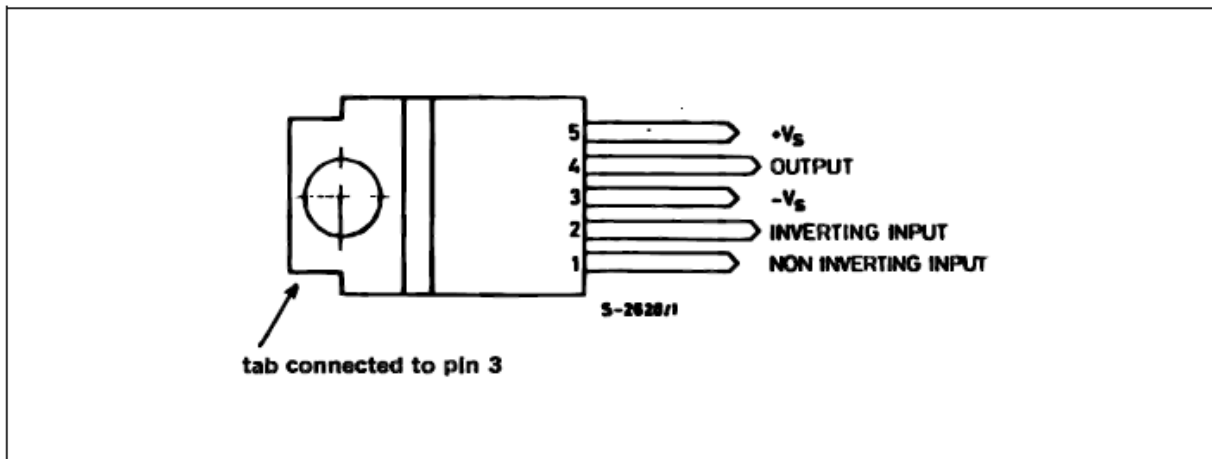 5 +Vs
4 OUTPUT
3 -Vs
2 INVERTING INPUT
1 NON INVERTING INPUT
S-2626/1
tab connected to pin 3